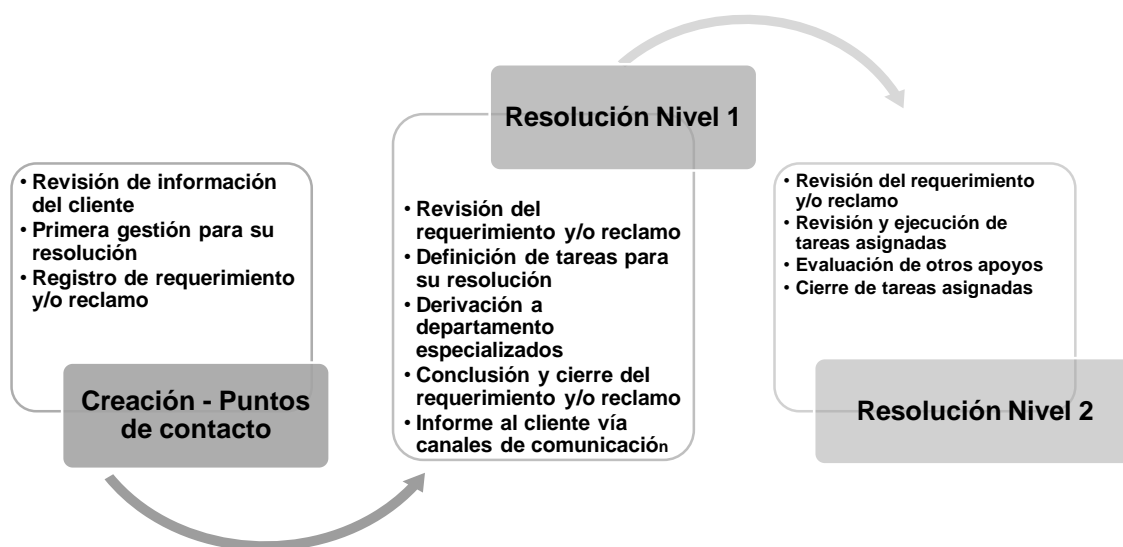 • Revisión de información
del cliente
• Primera gestión para su
resolución
• Registro de requerimiento
y/o reclamo
Creación - Puntos
de contacto
Resolución Nivel 1
• Revisión del
requerimiento y/o reclamo
• Definición de tareas para
su resolución
• Derivación a
departamento
especializados
• Conclusión y cierre del
requerimiento y/o reclamo
• Informe al cliente vía
canales de comunicación
• Revisión del requerimiento
y/o reclamo
• Revisión y ejecución de
tareas asignadas
• Evaluación de otros apoyos
• Cierre de tareas asignadas
Resolución Nivel 2